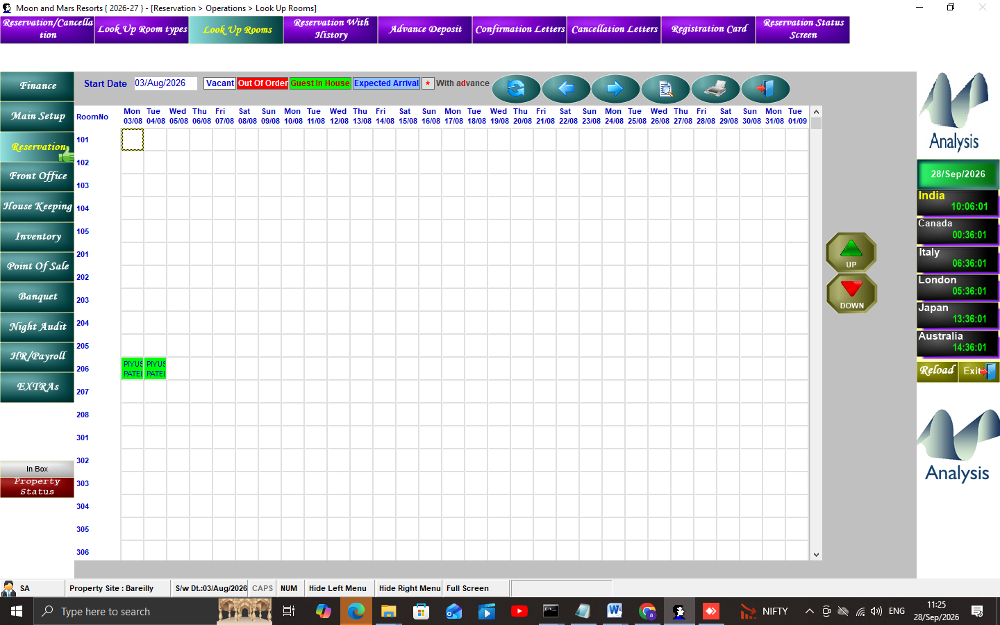 Moon and Mars Resorts { 2026-27 } - [Reservation > Operations > Look Up Rooms]
Reservation/Cancella
tion
Look Up Room types
Look Up Rooms
Reservation With
History
Advance Deposit
Confirmation Letters
Cancellation Letters
Registration Card
Reservation Status
Screen
Finance
Main Setup
Reservation
Front Office
House Keeping
Inventory
Point Of Sale
Banquet
Night Audit
HR/Payroll
EXTRAs
In Box
Property
Status
Start Date 03/Aug/2026 Vacant Out Of Order Guest In House Expected Arrival * With advance
RoomNo
Mon Tue Wed Thu Fri Sat Sun Mon Tue Wed Thu Fri Sat Sun Mon Tue Wed Thu Fri Sat Sun Mon Tue Wed Thu Fri Sat Sun Mon Tue
03/08 04/08 05/08 06/08 07/08 08/08 09/08 10/08 11/08 12/08 13/08 14/08 15/08 16/08 17/08 18/08 19/08 20/08 21/08 22/08 23/08 24/08 25/08 26/08 27/08 28/08 29/08 30/08 31/08 01/09
101
102
103
104
105
201
202
203
204
205
206
PIYUS PIYUS
PATEL PATEL
207
208
301
302
303
304
305
306
UP
DOWN
Analysis
28/Sep/2026
India
10:06:01
Canada
00:36:01
Italy
06:36:01
London
05:36:01
Japan
13:36:01
Australia
14:36:01
Reload Exit
Analysis
SA Property Site : Bareilly S/w Dt.:03/Aug/2026 CAPS NUM Hide Left Menu Hide Right Menu Full Screen
Type here to search
NIFTY
ENG
11:25
28/Sep/2026